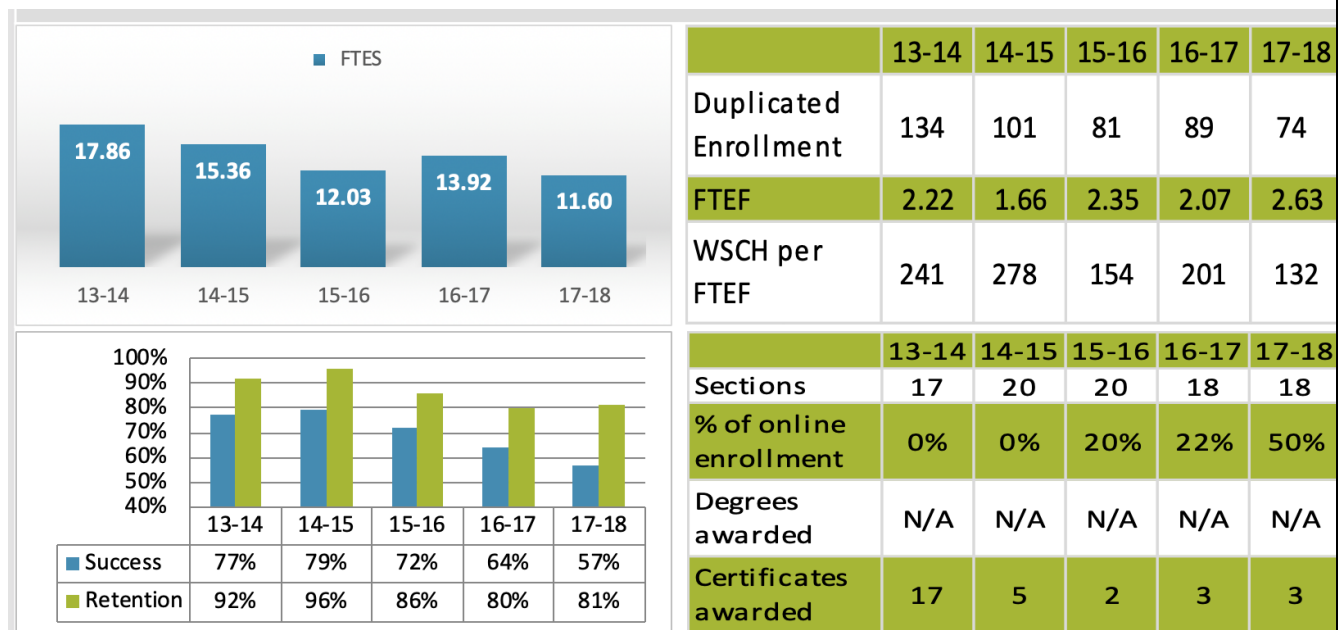 FTES
17.86
15.36
12.03
13.92
11.60
13-14 14-15 15-16 16-17 17-18
13-14 14-15 15-16 16-17 17-18
Duplicated
Enrollment 134 101 81 89 74
FTEF 2.22 1.66 2.35 2.07 2.63
WSCH per
FTEF 241 278 154 201 132
100%
90%
80%
70%
60%
50%
40%
13-14 14-15 15-16 16-17 17-18
Success 77% 79% 72% 64% 57%
Retention 92% 96% 86% 80% 81%
13-14 14-15 15-16 16-17 17-18
Sections 17 20 20 18 18
% of online
enrollment 0% 0% 20% 22% 50%
Degrees
awarded N/A N/A N/A N/A N/A
Certificates
awarded 17 5 2 3 3